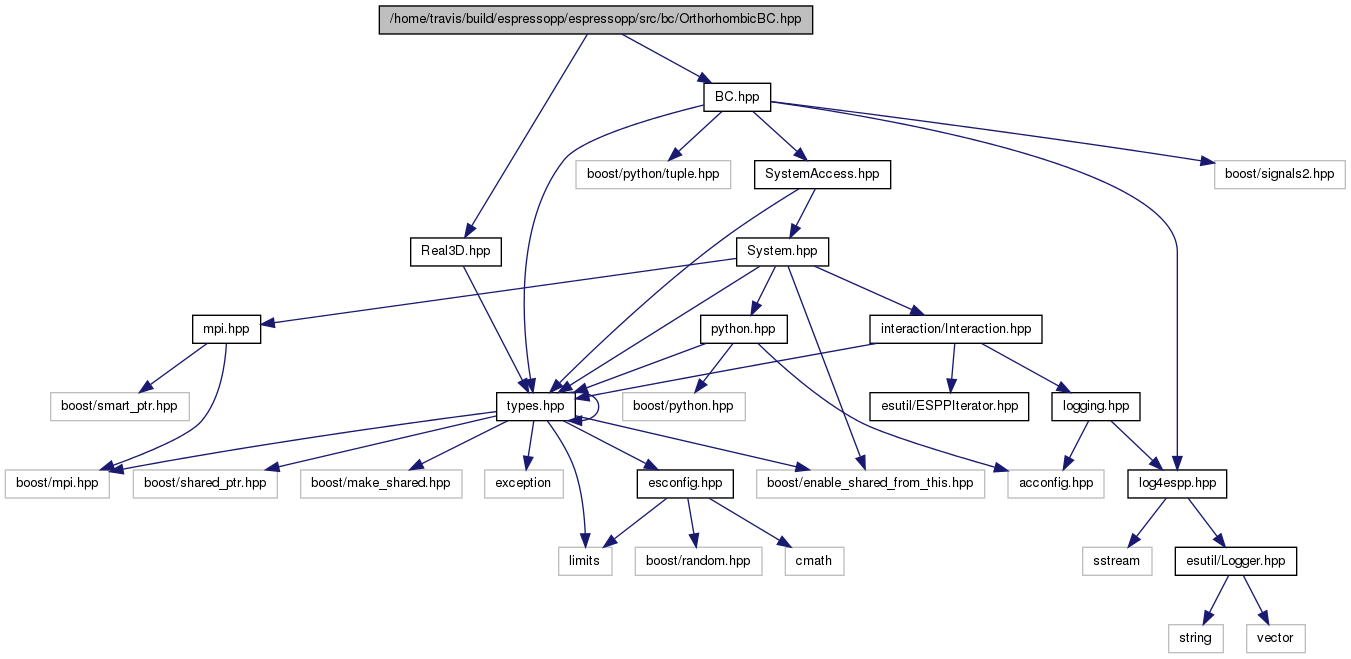 /home/travis/build/espressopp/espressopp/src/bc/OrthorhombicBC.hpp
BC.hpp
boost/python/tuple.hpp
SystemAccess.hpp
boost/signals2.hpp
Real3D.hpp
System.hpp
mpi.hpp
python.hpp
interaction/Interaction.hpp
boost/smart_ptr.hpp
types.hpp
boost/python.hpp
esutil/ESPPIterator.hpp
logging.hpp
boost/mpi.hpp
boost/shared_ptr.hpp
boost/make_shared.hpp
exception
esconfig.hpp
boost/enable_shared_from_this.hpp
acconfig.hpp
log4espp.hpp
limits
boost/random.hpp
cmath
sstream
esutil/Logger.hpp
string
vector